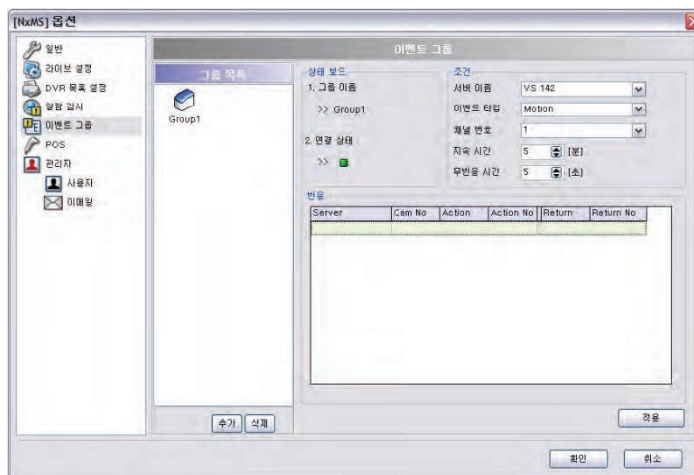 [NxMS] 옵션
일반
라이브 설정
DVR 목록 설정
알람 감시
이벤트 그룹
POS
관리자
사용자
이메일
이벤트 그룹
그룹 목록
Group1
추가
삭제
상태 보드
1. 그룹 이름
>> Group1
2. 연결 상태
>>
조건
서버 이름 VS 142
이벤트 타입 Motion
채널 번호 1
지속 시간 5 [분]
무반응 시간 5 [초]
반응
Server Cam No Action Action No Return Return No
적용
확인 취소